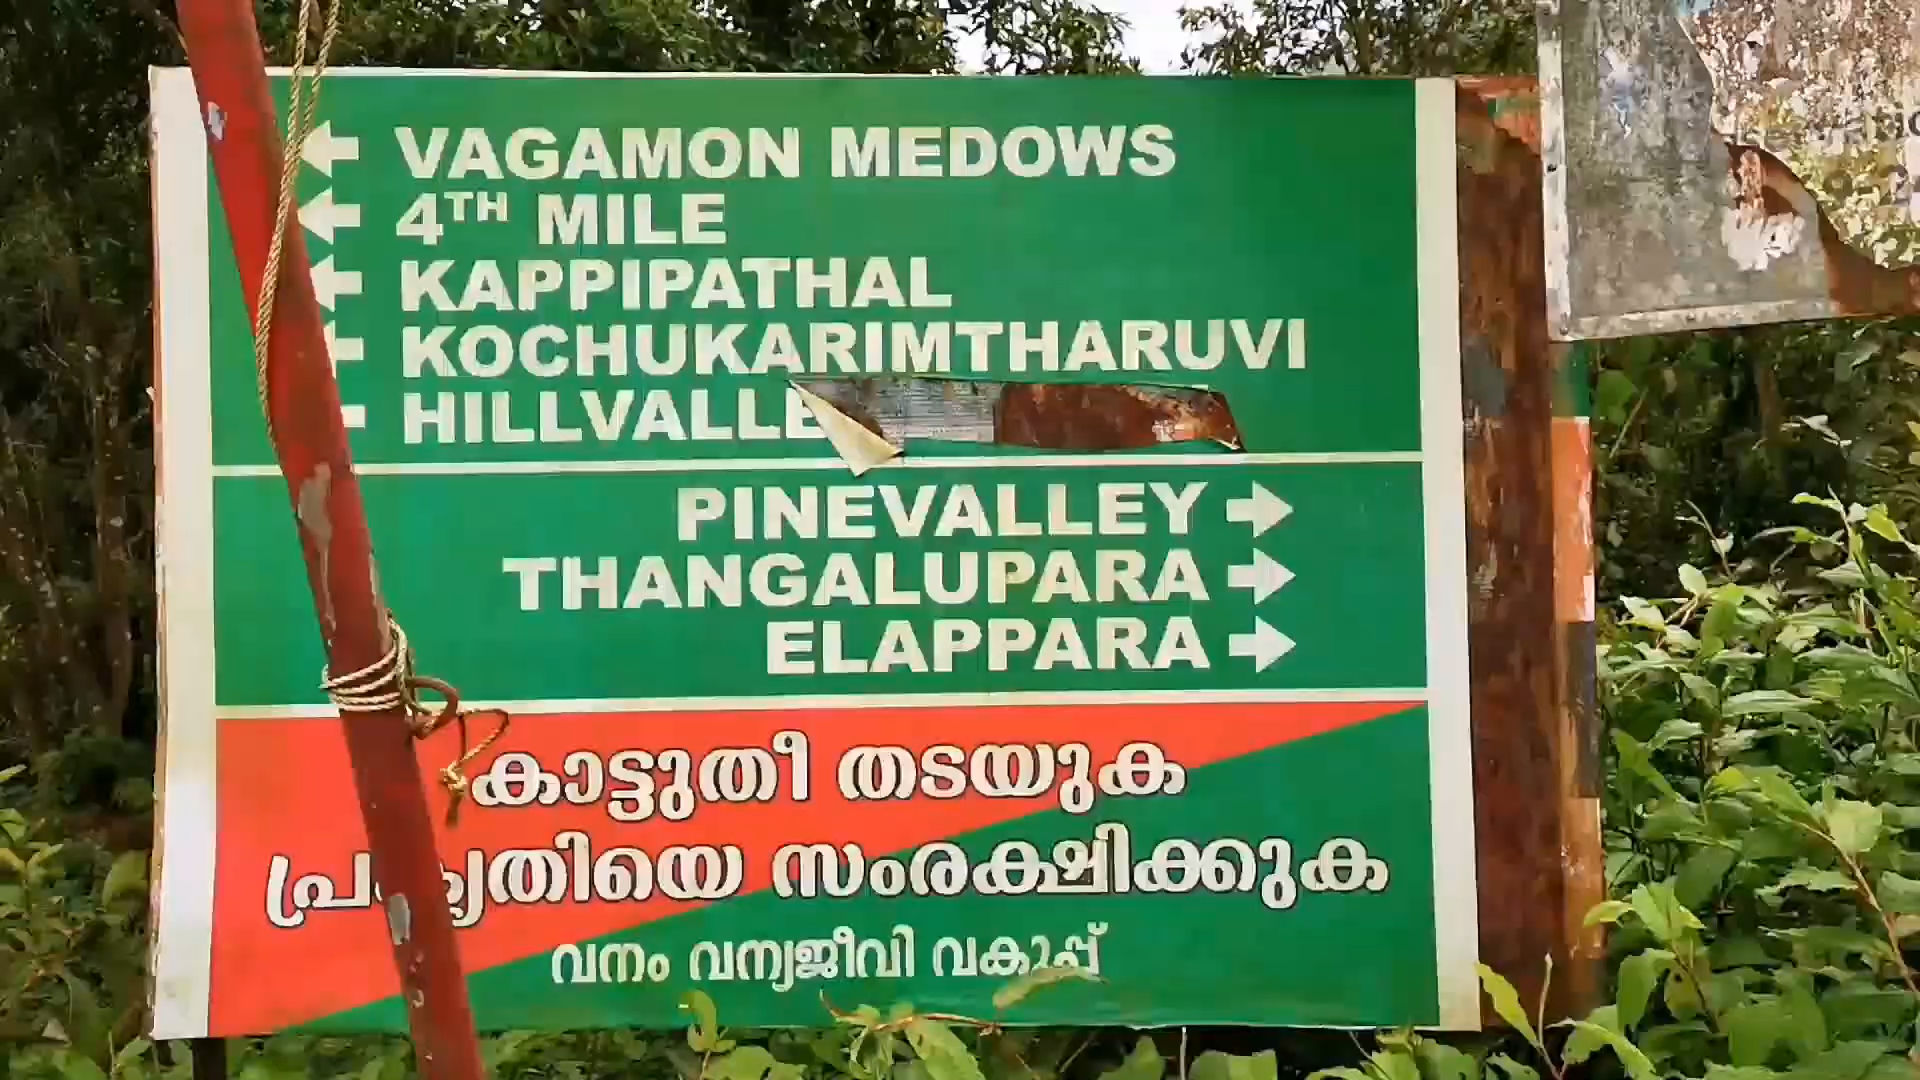 VAGAMON MEDOWS
4TH MILE
KAPPIPATHAL
KOCHUKARIMTHARUVI
HILLVALLE
PINEVALLEY
THANGALUPARA
ELAPPARA
കാട്ടുതീ തടയുക
പ്രകൃതിയെ സംരക്ഷിക്കുക
വനം വന്യജീവി വകുപ്പ്